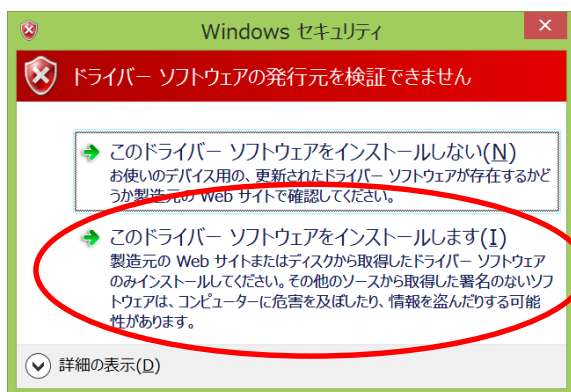 Windows セキュリティ
ドライバー ソフトウェアの発行元を検証できません
このドライバー ソフトウェアをインストールしない(N)
お使いのデバイス用の、更新されたドライバー ソフトウェアが存在するかど
うか製造元の Web サイトで確認してください。
このドライバー ソフトウェアをインストールします(I)
製造元の Web サイトまたはディスクから取得したドライバー ソフトウェア
のみインストールしてください。その他のソースから取得した署名のないソフ
トウェアは、コンピューターに危害を及ぼしたり、情報を盗んだりする可能
性があります。
詳細の表示(D)